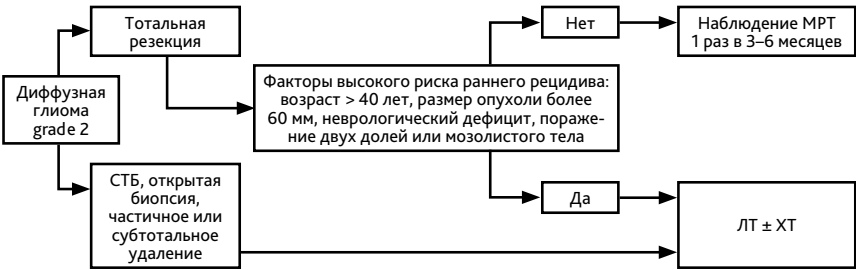 Тотальная
резекция
Нет
Наблюдение МРТ
1 раз в 3–6 месяцев
Диффузная
глиома
grade 2
Факторы высокого риска раннего рецидива:
возраст > 40 лет, размер опухоли более
60 мм, неврологический дефицит, пораже-
ние двух долей или мозолистого тела
СТБ, открытая
биопсия,
частичное или
субтотальное
удаление
Да
ЛТ ± ХТ